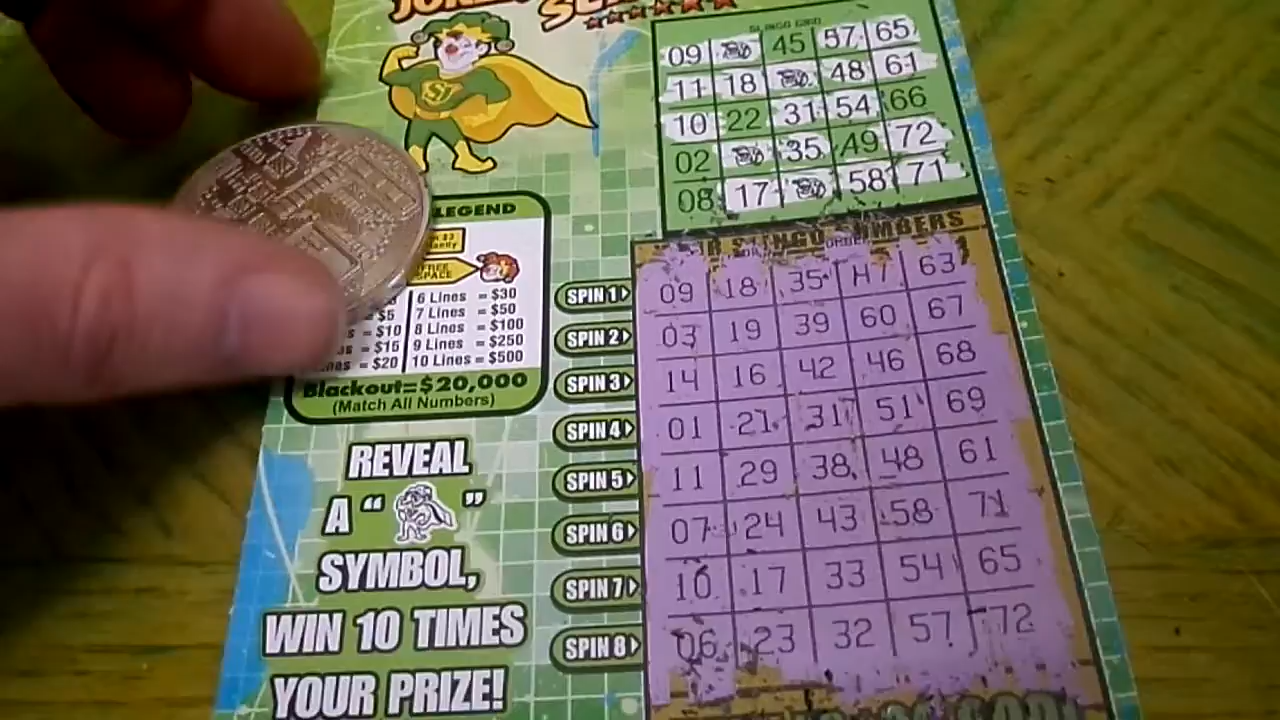 SLINGO CARD
09 45 57 65
11 18 48 61
10 22 31 54 66
02 35 49 72
08 17 58 71
LEGEND
FREE SPACE
6 Lines = $30
= $5 7 Lines = $50
= $10 8 Lines = $100
= $15 9 Lines = $250
= $20 10 Lines = $500
Blackout=$20,000
(Match All Numbers)
REVEAL
A “ ”
SYMBOL,
WIN 10 TIMES
YOUR PRIZE!
SLINGO NUMBERS
SPIN 1 09 18 35 63
SPIN 2 03 19 39 60 67
SPIN 3 14 16 42 46 68
SPIN 4 01 21 31 51 69
SPIN 5 11 29 38 48 61
SPIN 6 07 24 43 58 71
SPIN 7 10 17 33 54 65
SPIN 8 06 23 32 57 72